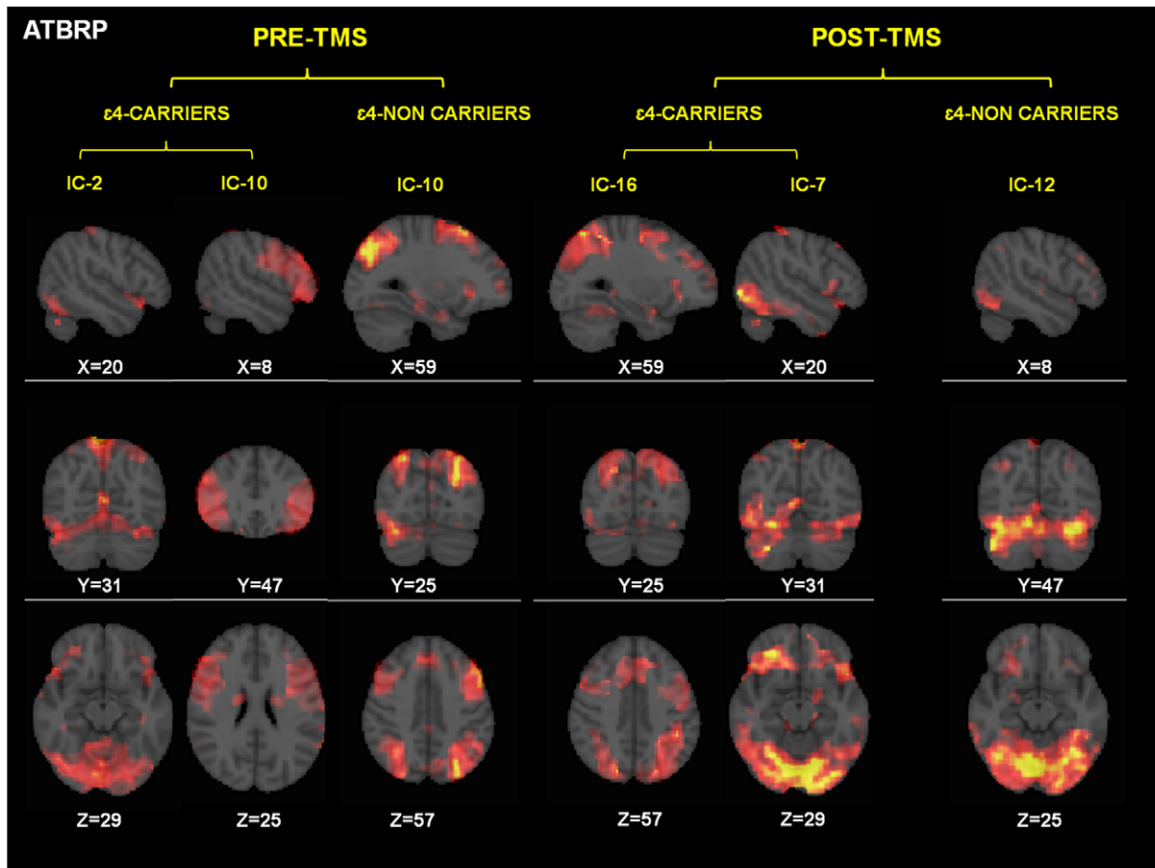 ATBRP
PRE-TMS POST-TMS
ε4-CARRIERS ε4-NON CARRIERS ε4-CARRIERS ε4-NON CARRIERS
IC-2 IC-10 IC-10 IC-16 IC-7 IC-12
X=20 X=8 X=59 X=59 X=20 X=8
Y=31 Y=47 Y=25 Y=25 Y=31 Y=47
Z=29 Z=25 Z=57 Z=57 Z=29 Z=25